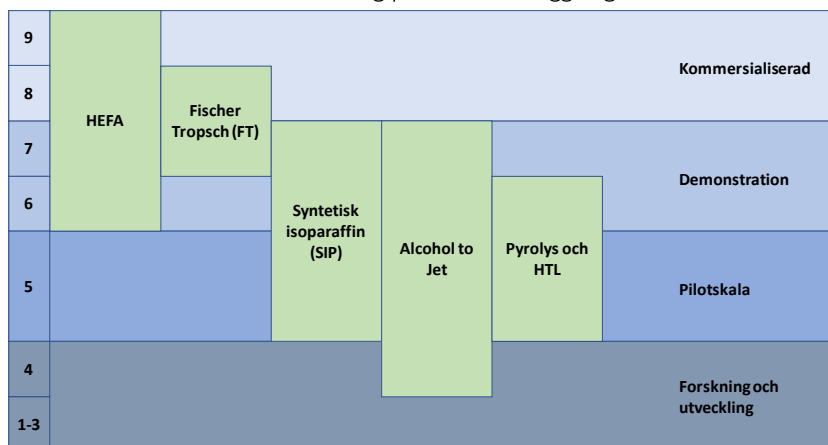 9
Kommersialiserad
8
HEFA
Fischer
Tropsch (FT)
7
Demonstration
6
Syntetisk
isoparaffin
(SIP)
Alcohol to
Jet
Pyrolys och
HTL
5
Pilotskala
4
Forskning och
utveckling
1-3